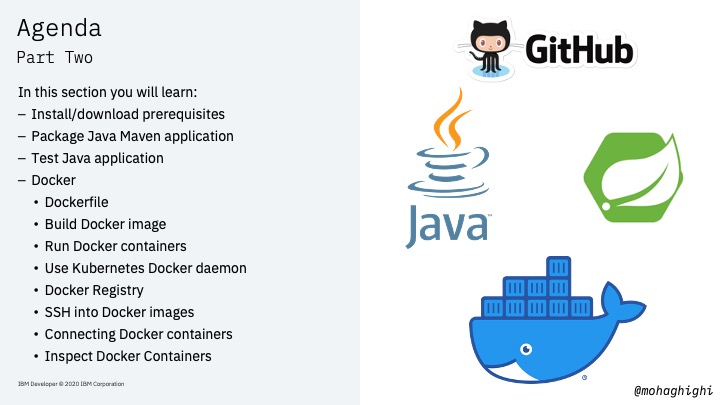 Agenda
Part Two
In this section you will learn:
– Install/download prerequisites
– Package Java Maven application
– Test Java application
– Docker
• Dockerfile
• Build Docker image
• Run Docker containers
• Use Kubernetes Docker daemon
• Docker Registry
• SSH into Docker images
• Connecting Docker containers
• Inspect Docker Containers
IBM Developer © 2020 IBM Corporation
GitHub
Java™
@mohaghighi